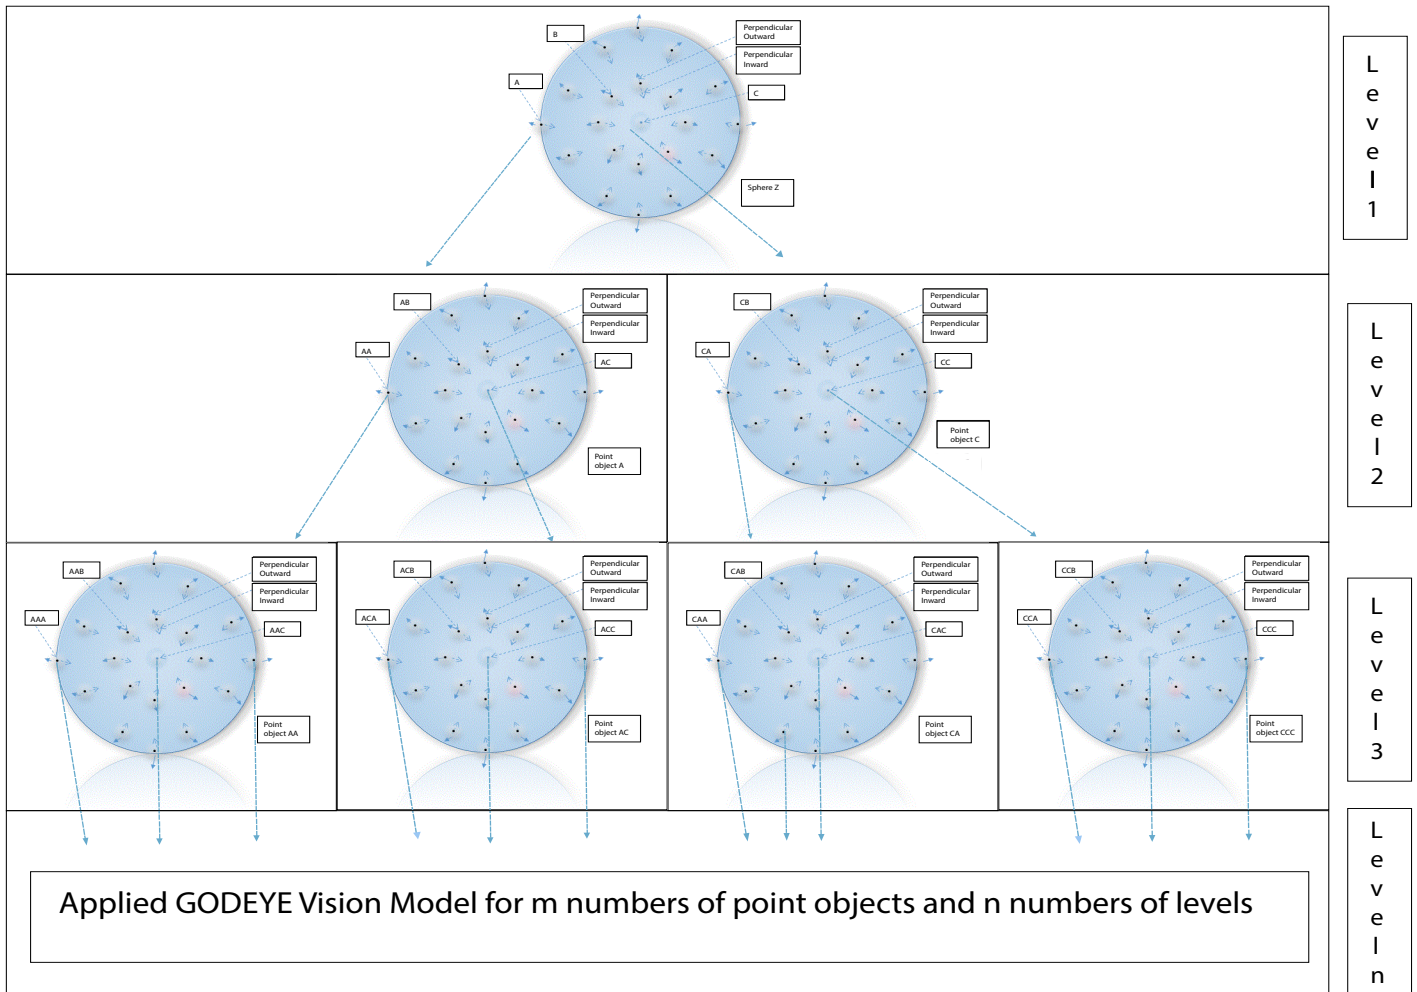 B
Perpendicular
Outward
Perpendicular
Inward
A
C
Sphere Z
Level 1
AB
Perpendicular
Outward
Perpendicular
Inward
AA
AC
Point
object A
CB
Perpendicular
Outward
Perpendicular
Inward
CA
CC
Point
object C
Level 2
AAB
Perpendicular
Outward
Perpendicular
Inward
AAA
AAC
Point
object AA
ACB
Perpendicular
Outward
Perpendicular
Inward
ACA
ACC
Point
object AC
CAB
Perpendicular
Outward
Perpendicular
Inward
CAA
CAC
Point
object CA
CCB
Perpendicular
Outward
Perpendicular
Inward
CCA
CCC
Point
object CCC
Level 3
Applied GODEYE Vision Model for m numbers of point objects and n numbers of levels
Level n